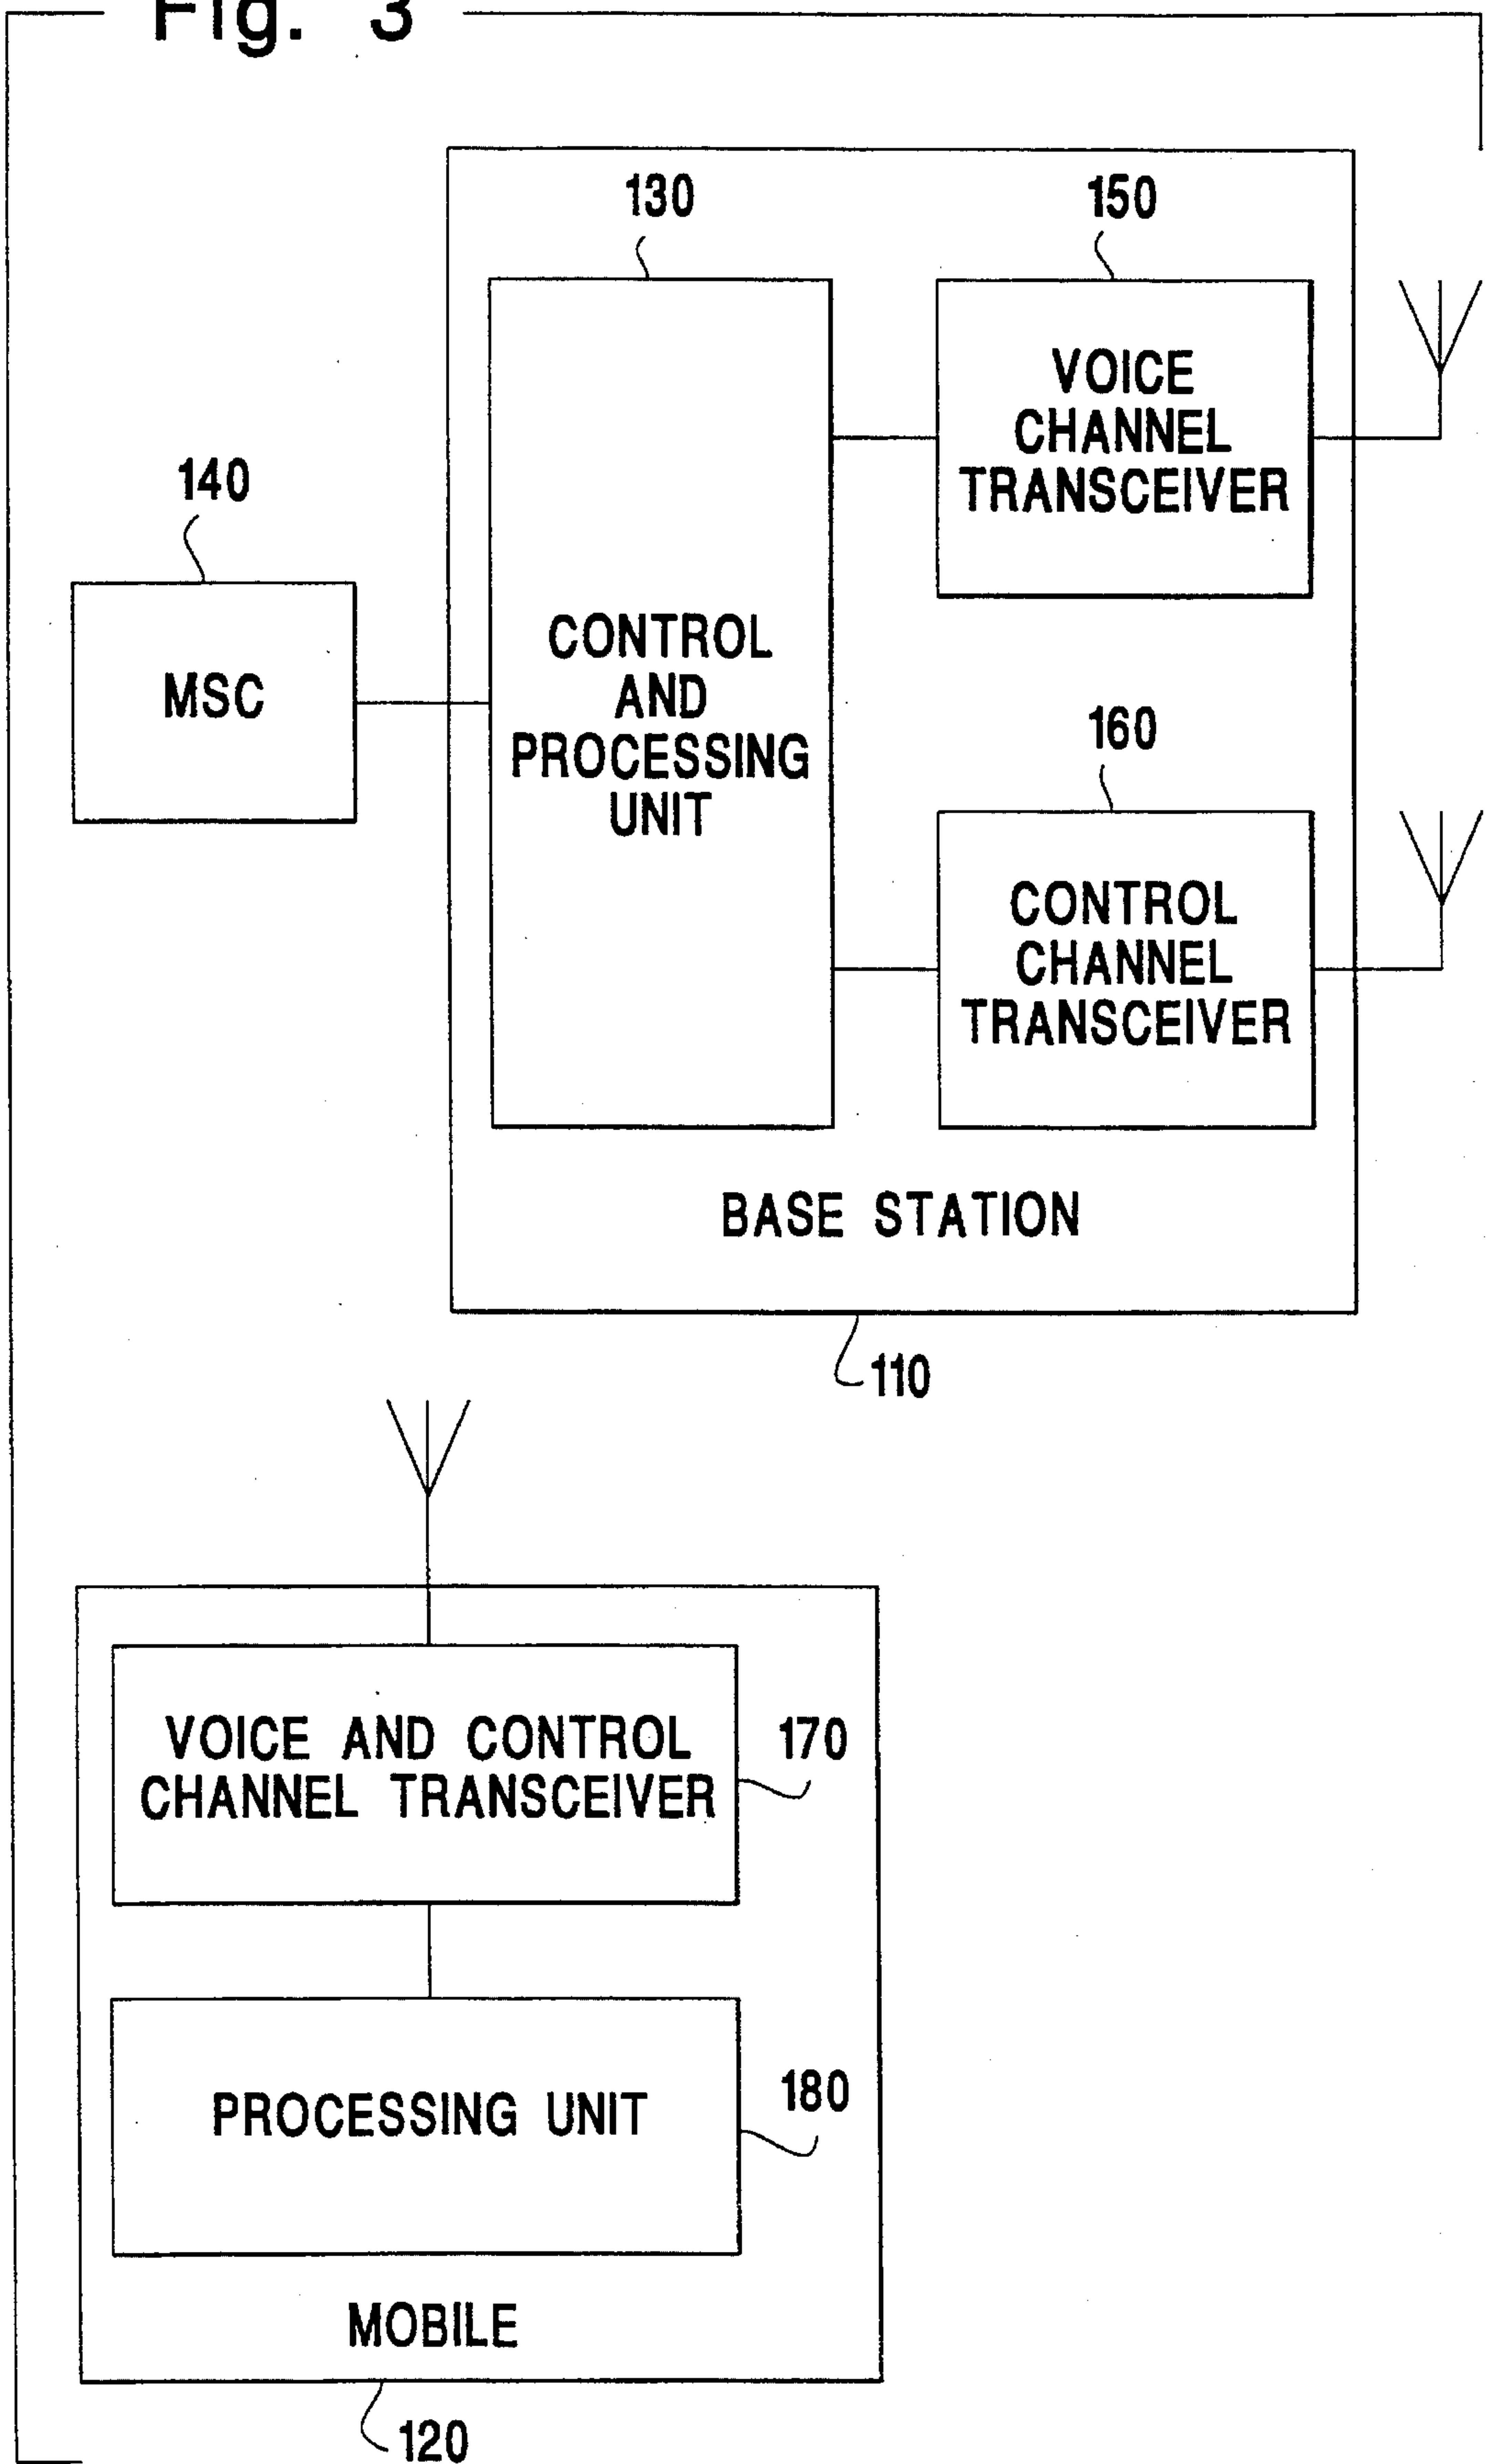 Fig. 3
130
150
VOICE
CHANNEL
TRANSCEIVER
140
MSC
CONTROL
AND
PROCESSING
UNIT
160
CONTROL
CHANNEL
TRANSCEIVER
BASE STATION
110
VOICE AND CONTROL
CHANNEL TRANSCEIVER
170
PROCESSING UNIT
180
MOBILE
120